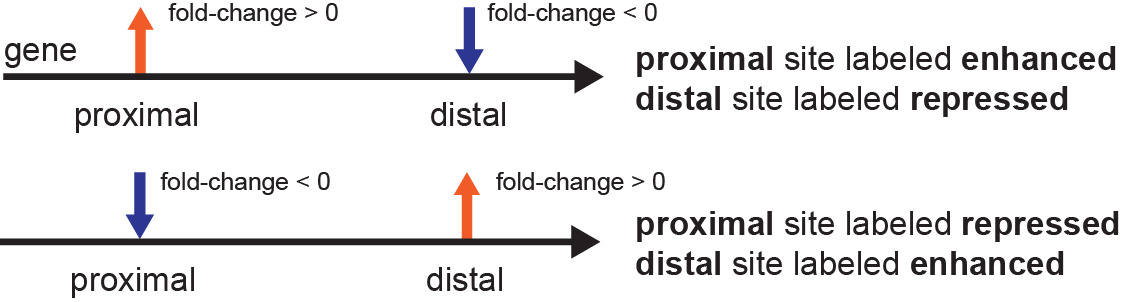 fold-change > 0
fold-change < 0
gene
proximal site labeled enhanced
distal site labeled repressed
proximal
distal
fold-change < 0
fold-change > 0
proximal site labeled repressed
distal site labeled enhanced
proximal
distal